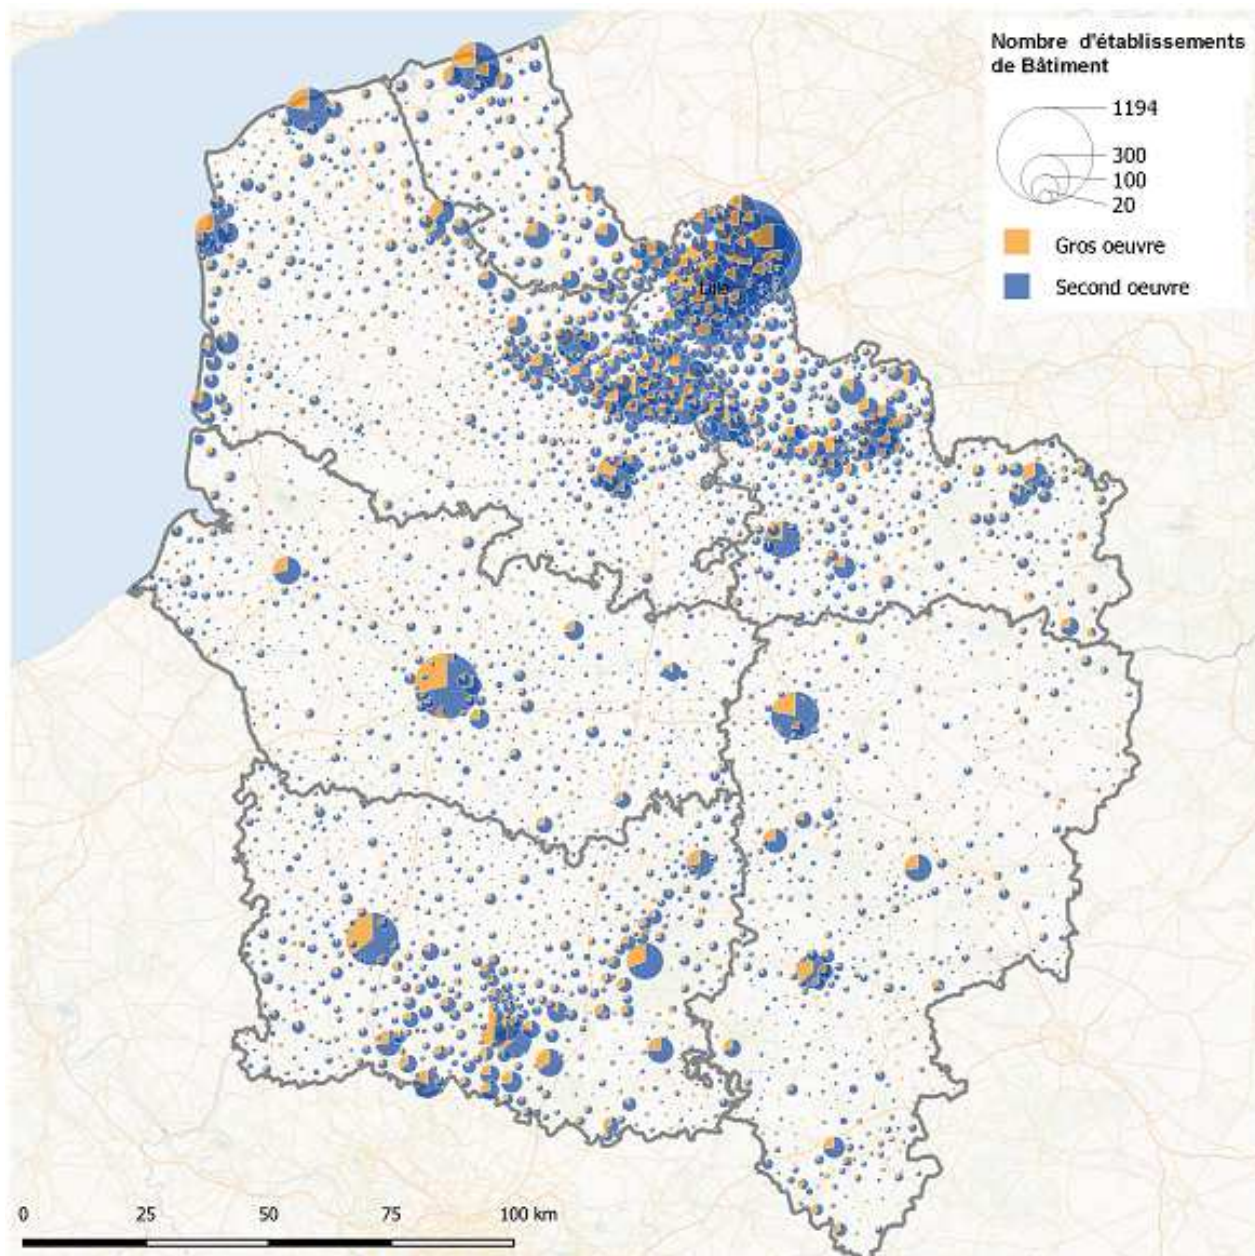 Nombre d'établissements
de Bâtiment
1194
300
100
20
Gros oeuvre
Second oeuvre
Lille
0 25 50 75 100 km